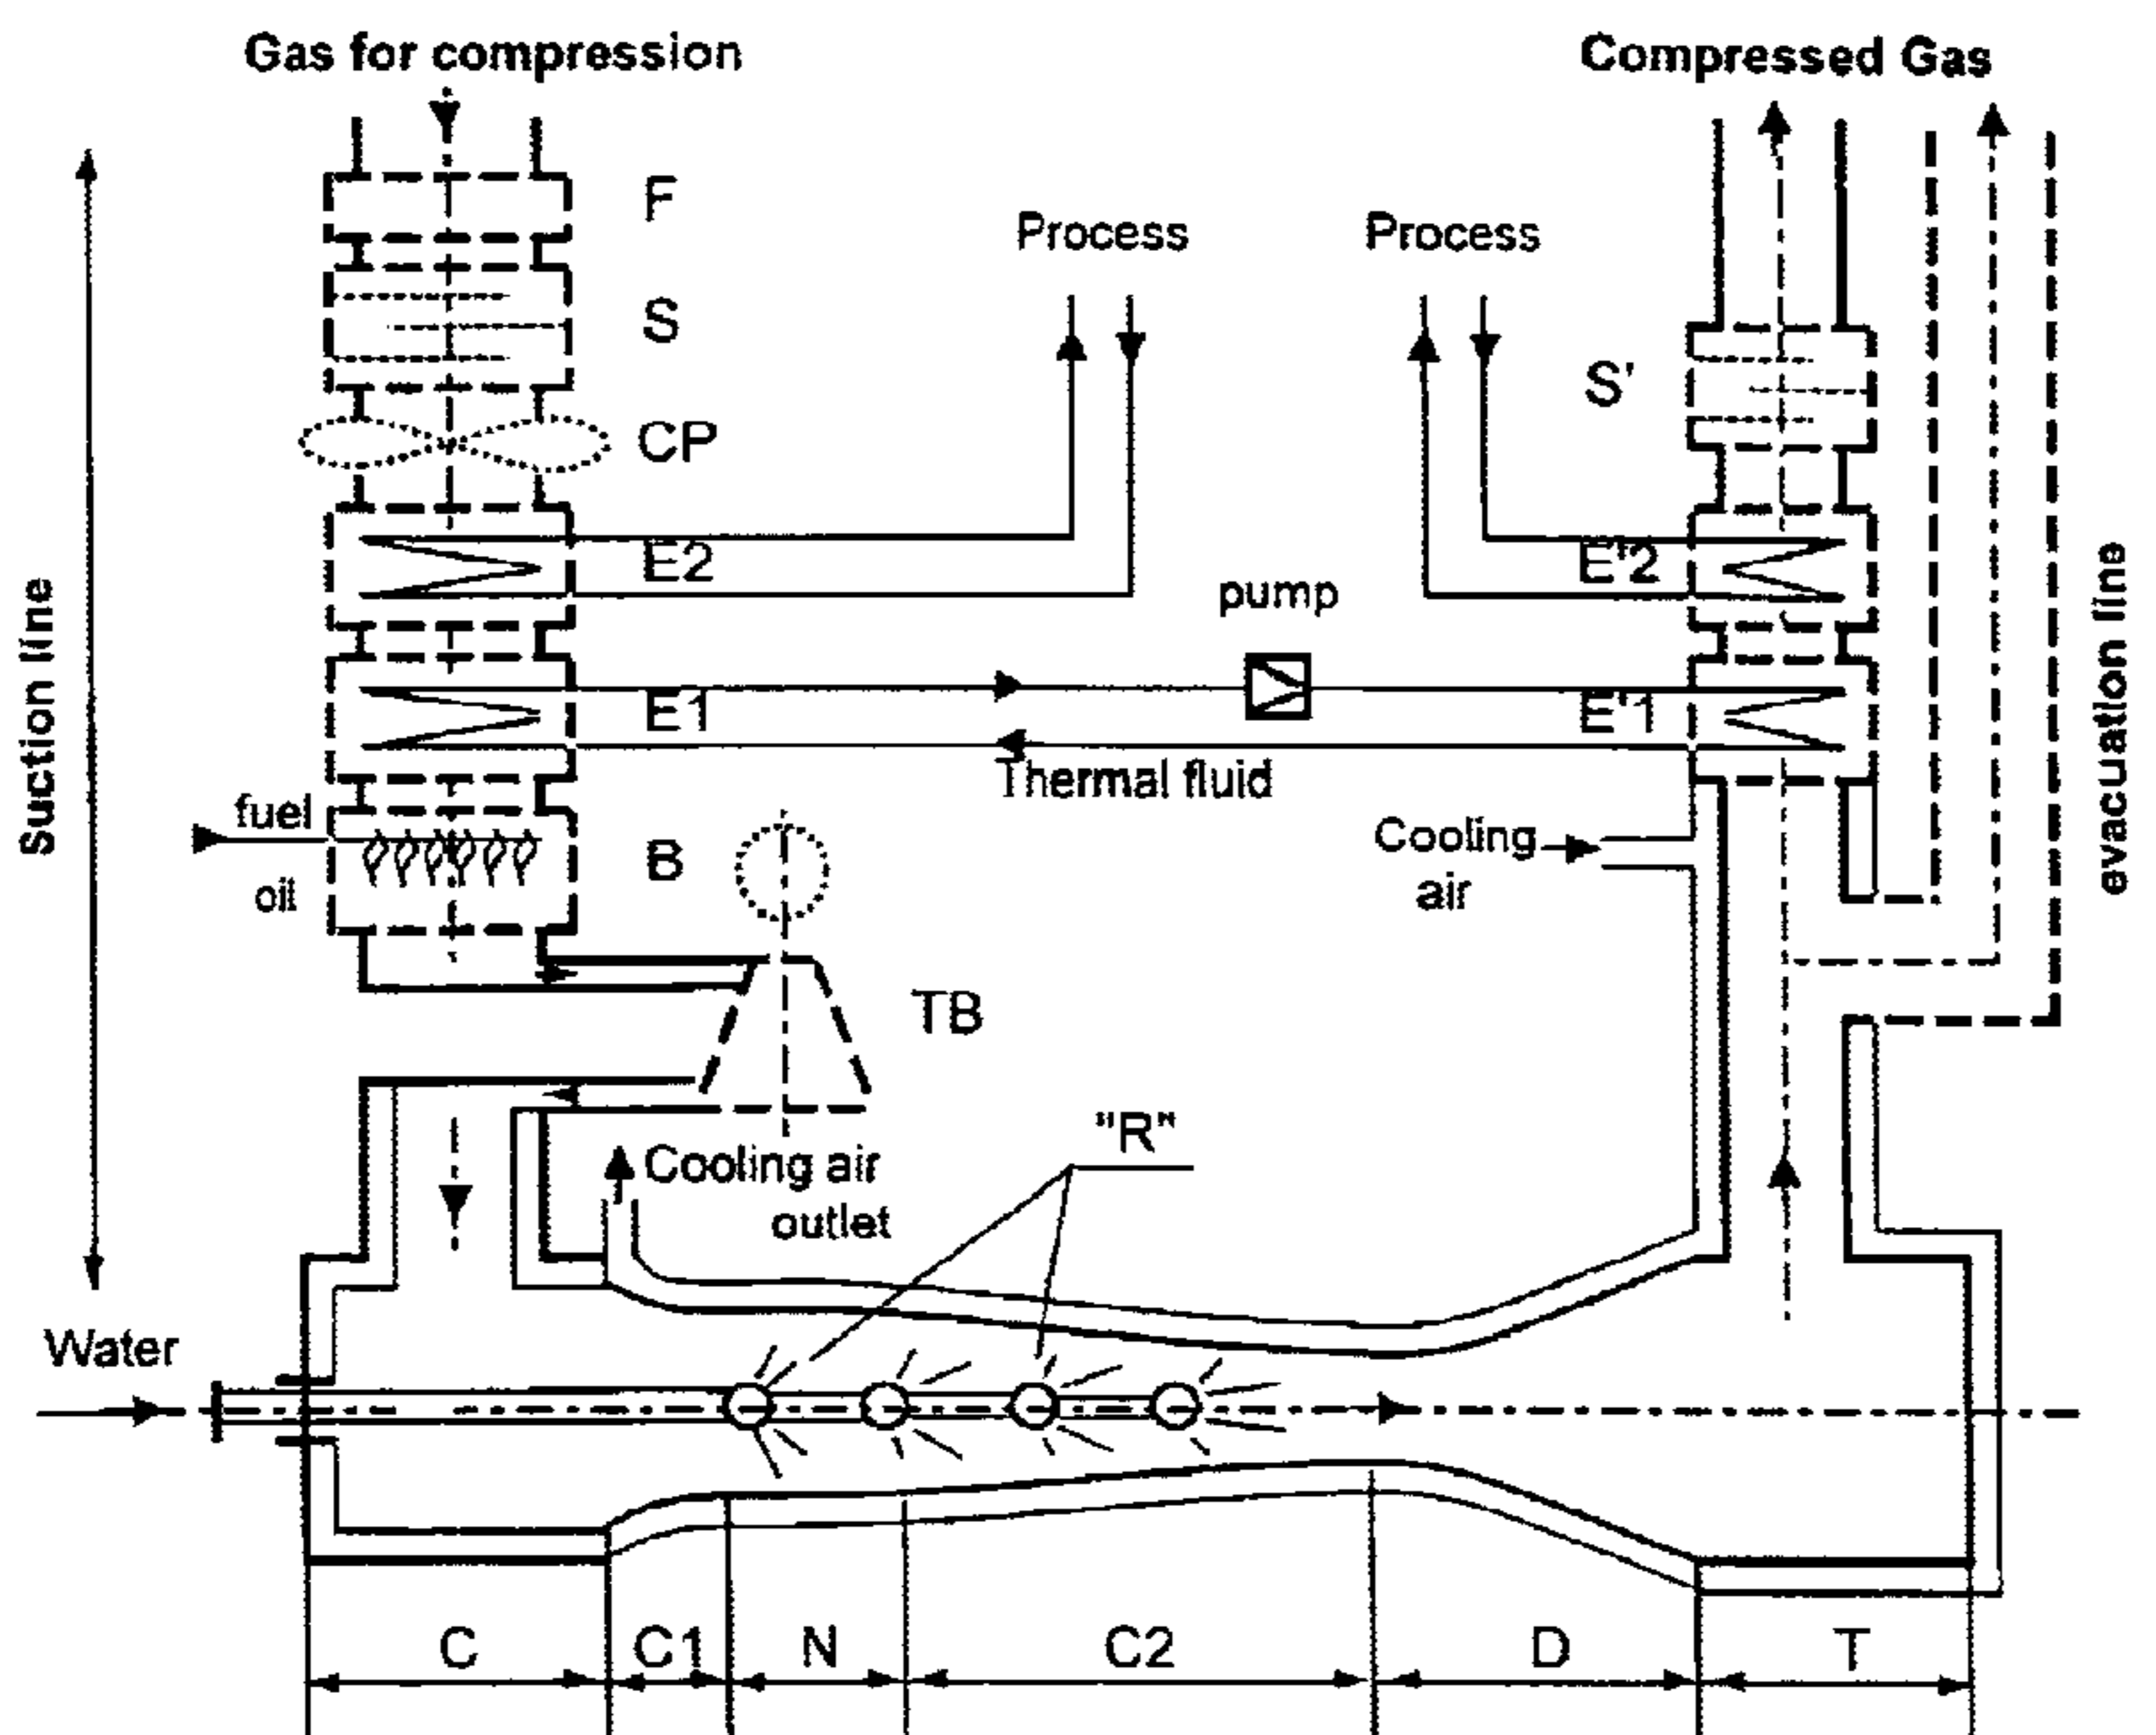 Gas for compression
Compressed Gas
F
Process
Process
S
S'
CP
E2
E'2
pump
Suction line
evacuation line
E1
E'1
Thermal fluid
fuel
oil
B
Cooling
air
TB
"R"
Cooling air
outlet
Water
C
C1
N
C2
D
T